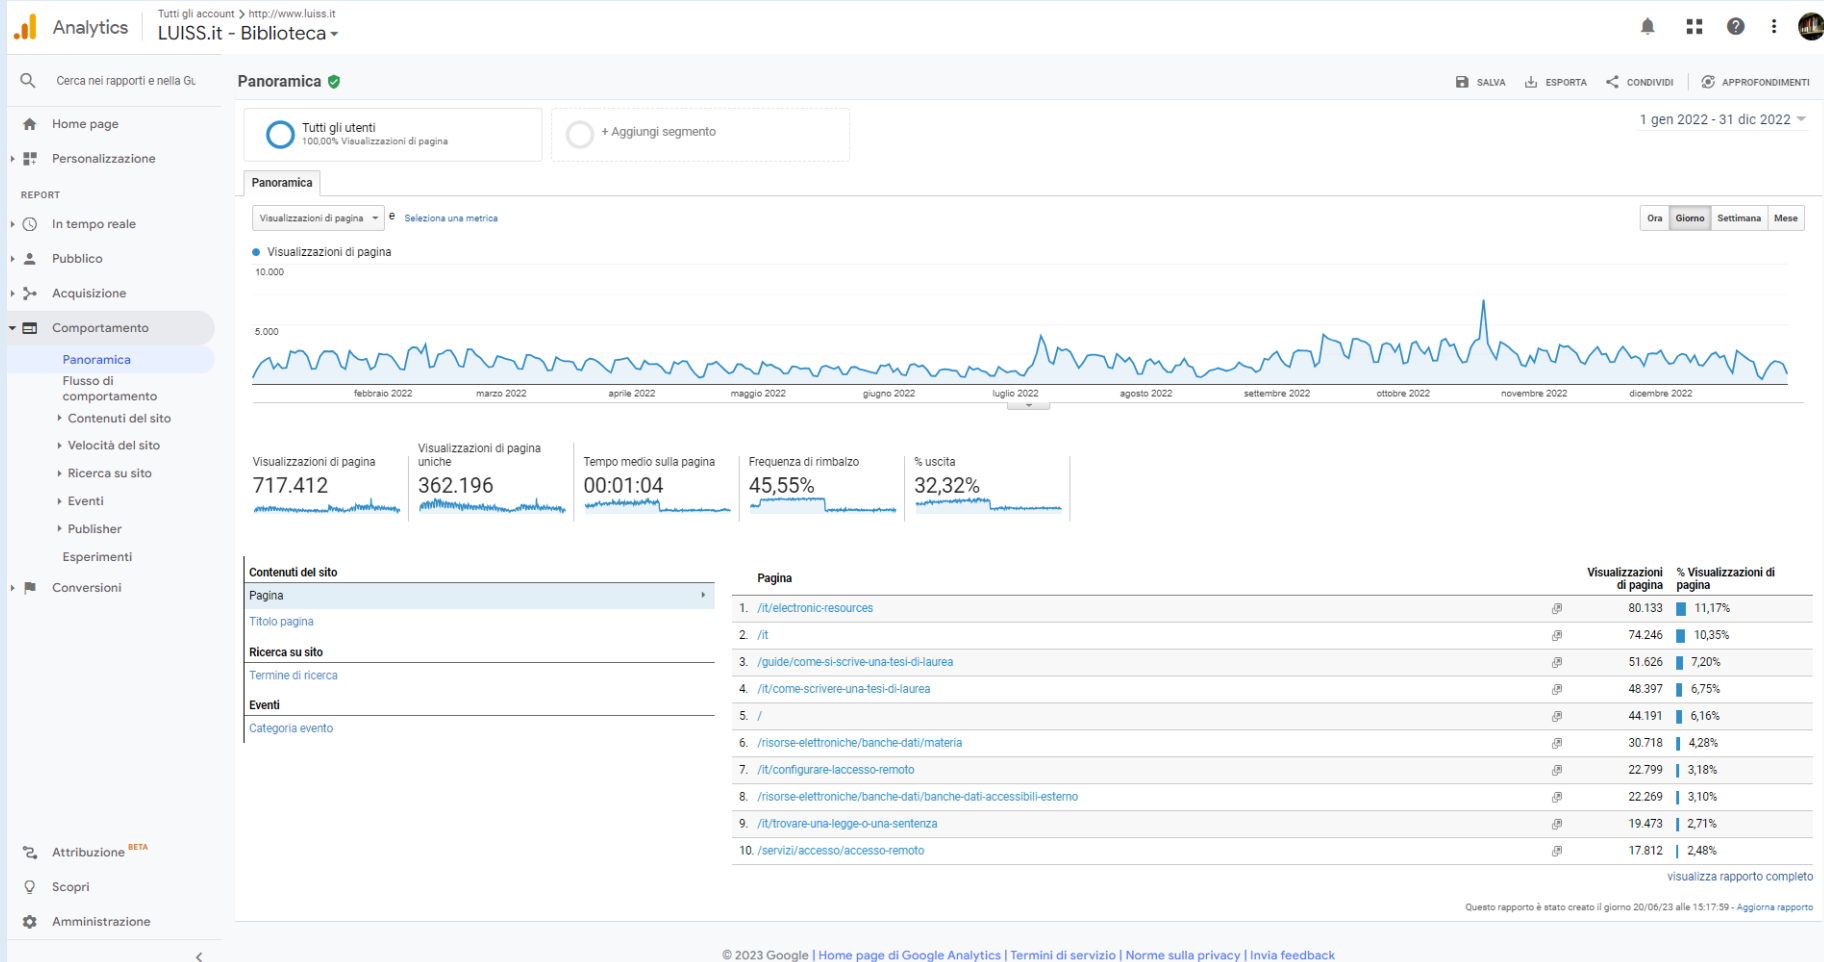 Analytics
Tutti gli account > http://www.luiss.it
LUISS.it - Biblioteca
Cerca nei rapporti e nella Gu
Home page
Personalizzazione
REPORT
In tempo reale
Pubblico
Acquisizione
Comportamento
Panoramica
Flusso di
comportamento
Contenuti del sito
Velocità del sito
Ricerca su sito
Eventi
Publisher
Esperimenti
Conversioni
Attribuzione BETA
Scopri
Amministrazione
Panoramica
SALVA
ESPORTA
CONDIVIDI
APPROFONDIMENTI
Tutti gli utenti
100,00% Visualizzazioni di pagina
+ Aggiungi segmento
1 gen 2022 - 31 dic 2022
Panoramica
Visualizzazioni di pagina e Seleziona una metrica
Ora Giorno Settimana Mese
Visualizzazioni di pagina
10.000
5.000
febbraio 2022 marzo 2022 aprile 2022 maggio 2022 giugno 2022 luglio 2022 agosto 2022 settembre 2022 ottobre 2022 novembre 2022 dicembre 2022
Visualizzazioni di pagina
717.412
Visualizzazioni di pagina
uniche
362.196
Tempo medio sulla pagina
00:01:04
Frequenza di rimbalzo
45,55%
% uscita
32,32%
Contenuti del sito
Pagina
Titolo pagina
Ricerca su sito
Termine di ricerca
Eventi
Categoria evento
Pagina
Visualizzazioni
di pagina
% Visualizzazioni di
pagina
1. /it/electronic-resources 80.133 11,17%
2. /it 74.246 10,35%
3. /guide/come-si-scrive-una-tesi-di-laurea 51.626 7,20%
4. /it/come-scrivere-una-tesi-di-laurea 48.397 6,75%
5. / 44.191 6,16%
6. /risorse-elettroniche/banche-dati/materia 30.718 4,28%
7. /it/configurare-laccesso-remoto 22.799 3,18%
8. /risorse-elettroniche/banche-dati/banche-dati-accessibili-esterno 22.269 3,10%
9. /it/trovare-una-legge-o-una-sentenza 19.473 2,71%
10. /servizi/accesso/accesso-remoto 17.812 2,48%
visualizza rapporto completo
Questo rapporto è stato creato il giorno 20/06/23 alle 15:17:59 - Aggiorna rapporto
© 2023 Google | Home page di Google Analytics | Termini di servizio | Norme sulla privacy | Invia feedback